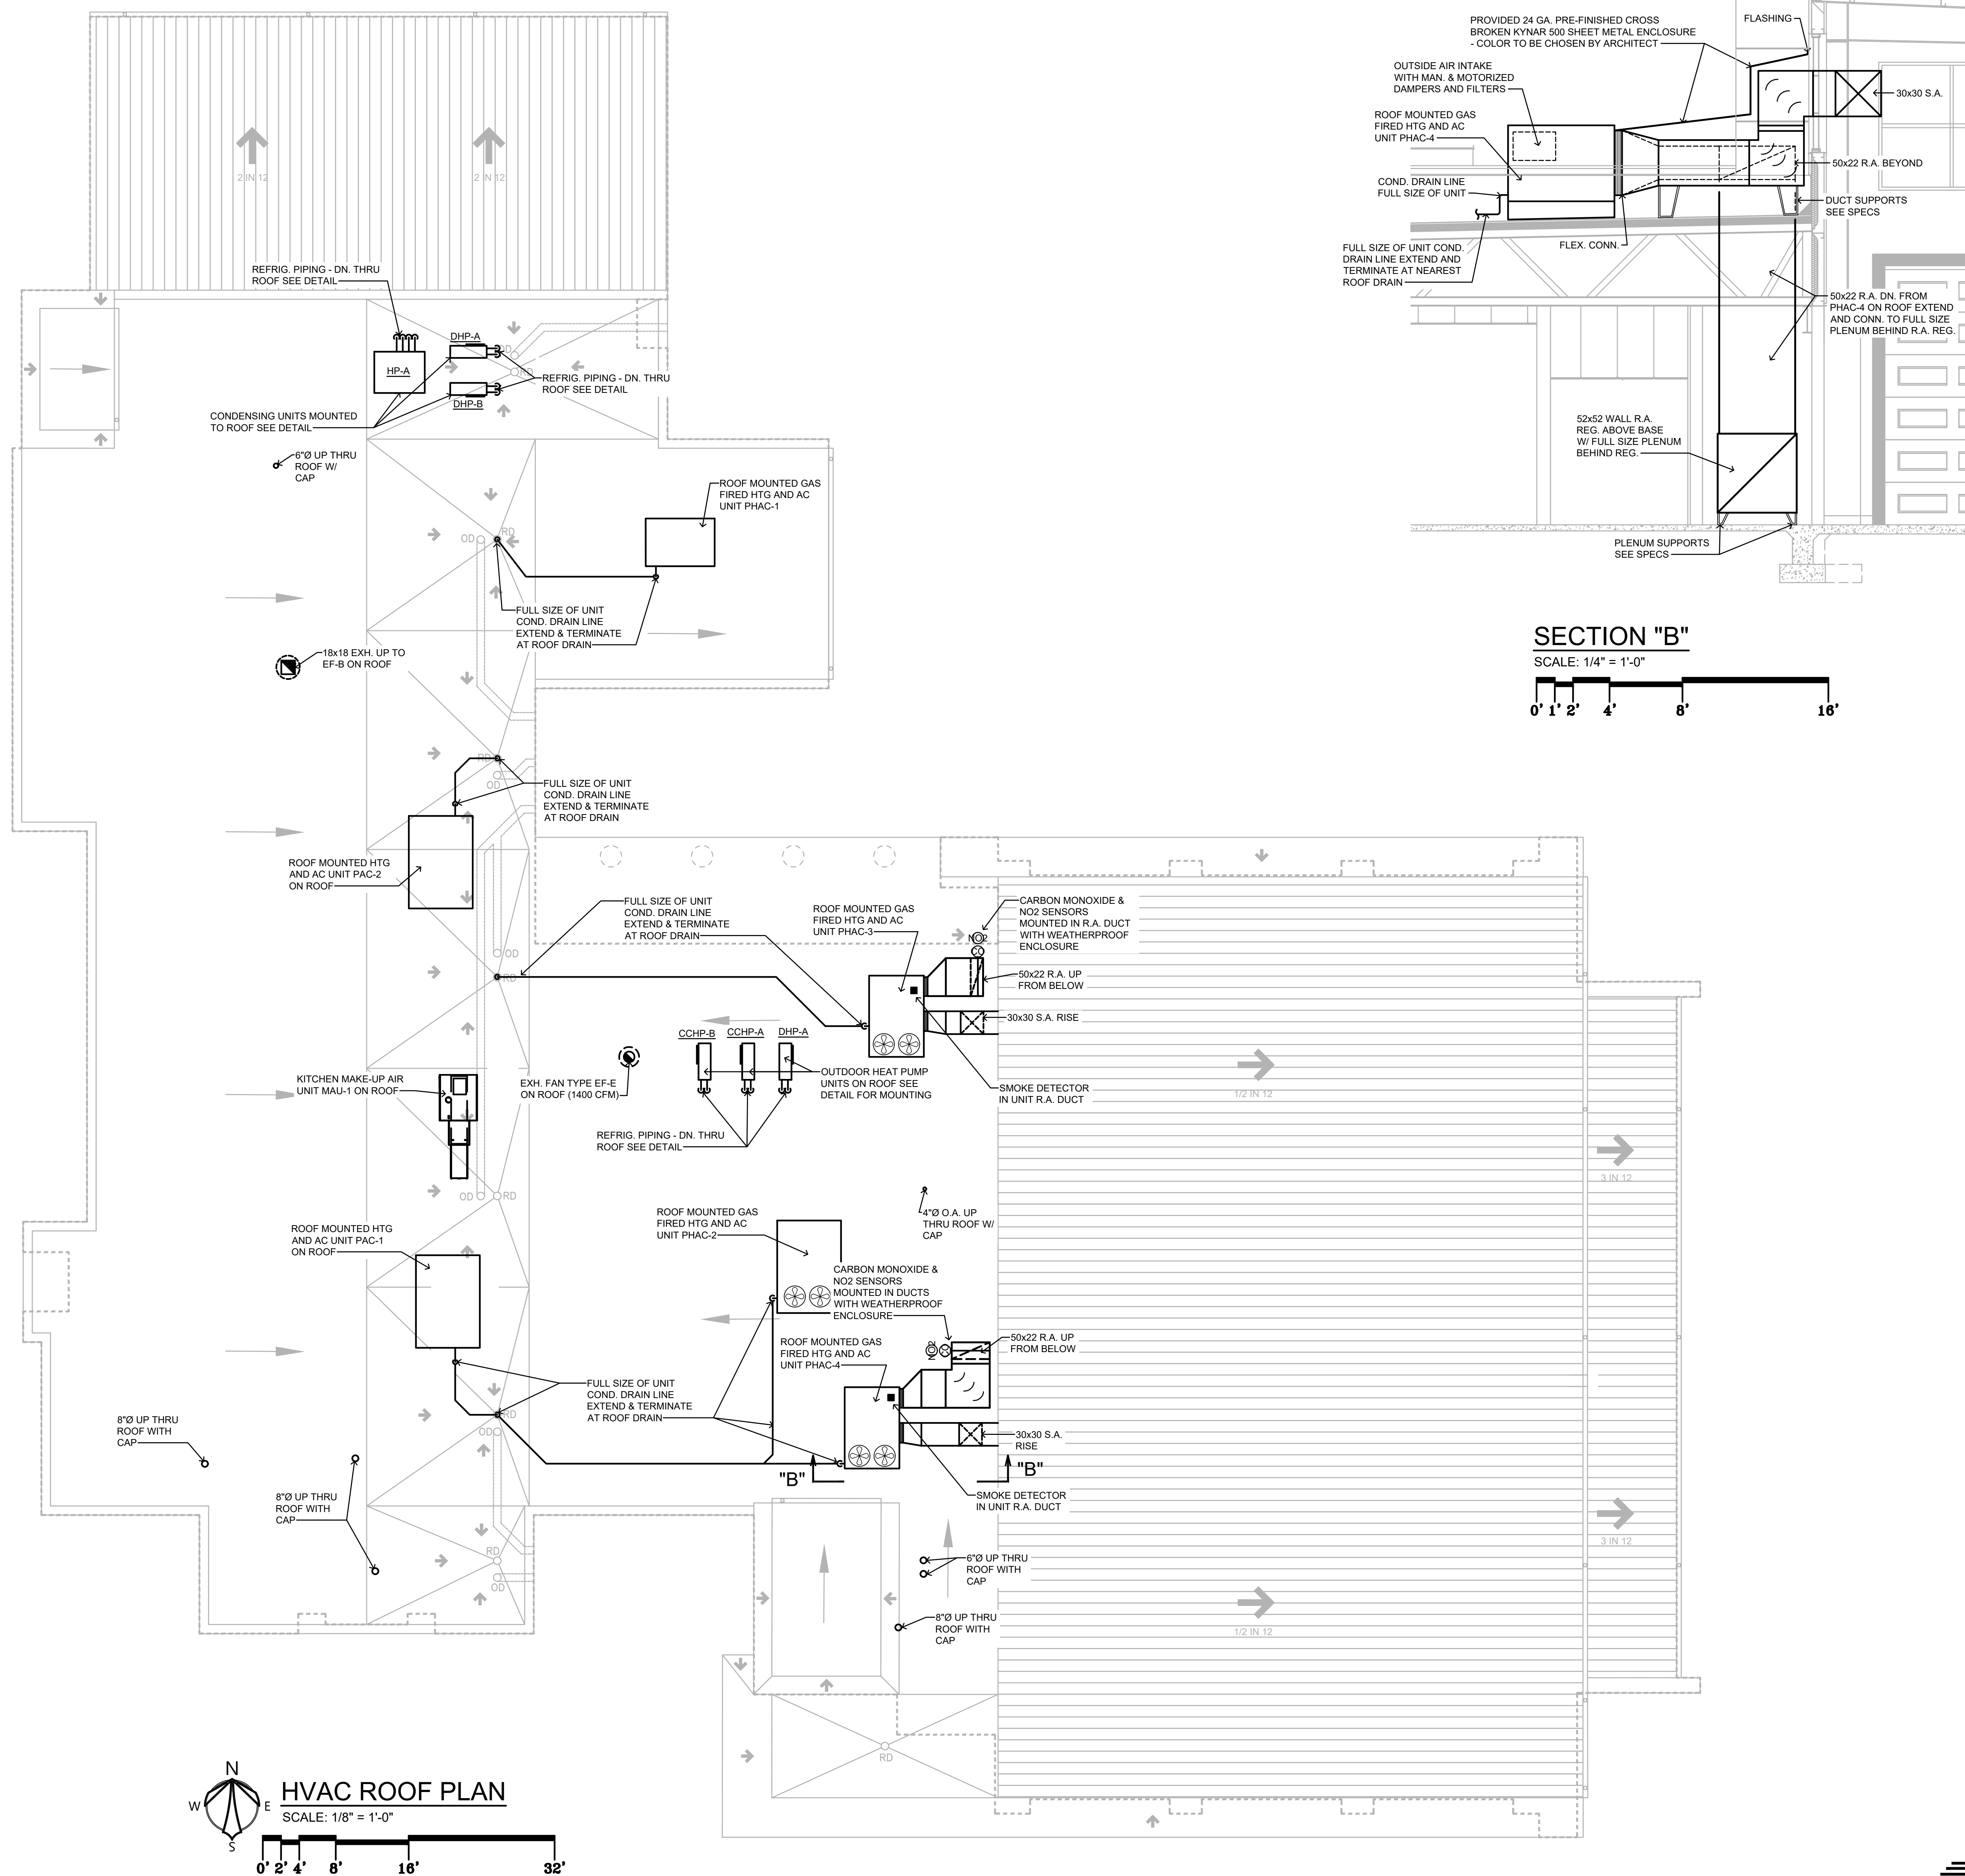 PROVIDED 24 GA. PRE-FINISHED CROSS
BROKEN KYNAR 500 SHEET METAL ENCLOSURE
- COLOR TO BE CHOSEN BY ARCHITECT
FLASHING
OUTSIDE AIR INTAKE
WITH MAN. & MOTORIZED
DAMPERS AND FILTERS
30x30 S.A.
ROOF MOUNTED GAS
FIRED HTG AND AC
UNIT PHAC-4
50x22 R.A. BEYOND
COND. DRAIN LINE
FULL SIZE OF UNIT
DUCT SUPPORTS
SEE SPECS
FULL SIZE OF UNIT COND.
DRAIN LINE EXTEND AND
TERMINATE AT NEAREST
ROOF DRAIN
FLEX. CONN.
50x22 R.A. DN. FROM
PHAC-4 ON ROOF EXTEND
AND CONN. TO FULL SIZE
PLENUM BEHIND R.A. REG.
52x52 WALL R.A.
REG. ABOVE BASE
W/ FULL SIZE PLENUM
BEHIND REG.
PLENUM SUPPORTS
SEE SPECS
SECTION "B"
SCALE: 1/4" = 1'-0"
0' 1' 2' 4' 8' 16'
2 IN 12
2 IN 12
REFRIG. PIPING - DN. THRU
ROOF SEE DETAIL
DHP-A
OD
HP-A
RD
REFRIG. PIPING - DN. THRU
ROOF SEE DETAIL
DHP-B
CONDENSING UNITS MOUNTED
TO ROOF SEE DETAIL
6"Ø UP THRU
ROOF W/
CAP
ROOF MOUNTED GAS
FIRED HTG AND AC
UNIT PHAC-1
RD
OD
FULL SIZE OF UNIT
COND. DRAIN LINE
EXTEND & TERMINATE
AT ROOF DRAIN
18x18 EXH. UP TO
EF-B ON ROOF
RD
OD
FULL SIZE OF UNIT
COND. DRAIN LINE
EXTEND & TERMINATE
AT ROOF DRAIN
ROOF MOUNTED HTG
AND AC UNIT PAC-2
ON ROOF
FULL SIZE OF UNIT
COND. DRAIN LINE
EXTEND & TERMINATE
AT ROOF DRAIN
ROOF MOUNTED GAS
FIRED HTG AND AC
UNIT PHAC-3
CARBON MONOXIDE &
NO2 SENSORS
MOUNTED IN R.A. DUCT
WITH WEATHERPROOF
ENCLOSURE
NO2
CO
OD
RD
50x22 R.A. UP
FROM BELOW
30x30 S.A. RISE
CCHP-B
CCHP-A
DHP-A
KITCHEN MAKE-UP AIR
UNIT MAU-1 ON ROOF
EXH. FAN TYPE EF-E
ON ROOF (1400 CFM)
OUTDOOR HEAT PUMP
UNITS ON ROOF SEE
DETAIL FOR MOUNTING
SMOKE DETECTOR
IN UNIT R.A. DUCT
1/2 IN 12
REFRIG. PIPING - DN. THRU
ROOF SEE DETAIL
3 IN 12
OD
RD
4"Ø O.A. UP
THRU ROOF W/
CAP
ROOF MOUNTED HTG
AND AC UNIT PAC-1
ON ROOF
ROOF MOUNTED GAS
FIRED HTG AND AC
UNIT PHAC-2
CARBON MONOXIDE &
NO2 SENSORS
MOUNTED IN DUCTS
WITH WEATHERPROOF
ENCLOSURE
ROOF MOUNTED GAS
FIRED HTG AND AC
UNIT PHAC-4
NO2
50x22 R.A. UP
FROM BELOW
FULL SIZE OF UNIT
COND. DRAIN LINE
EXTEND & TERMINATE
AT ROOF DRAIN
RD
OD
8"Ø UP THRU
ROOF WITH
CAP
30x30 S.A.
RISE
"B"
"B"
8"Ø UP THRU
ROOF WITH
CAP
SMOKE DETECTOR
IN UNIT R.A. DUCT
3 IN 12
RD
OD
6"Ø UP THRU
ROOF WITH
CAP
8"Ø UP THRU
ROOF WITH
CAP
1/2 IN 12
RD
N
W
E
S
HVAC ROOF PLAN
SCALE: 1/8" = 1'-0"
0' 2' 4' 8' 16' 32'